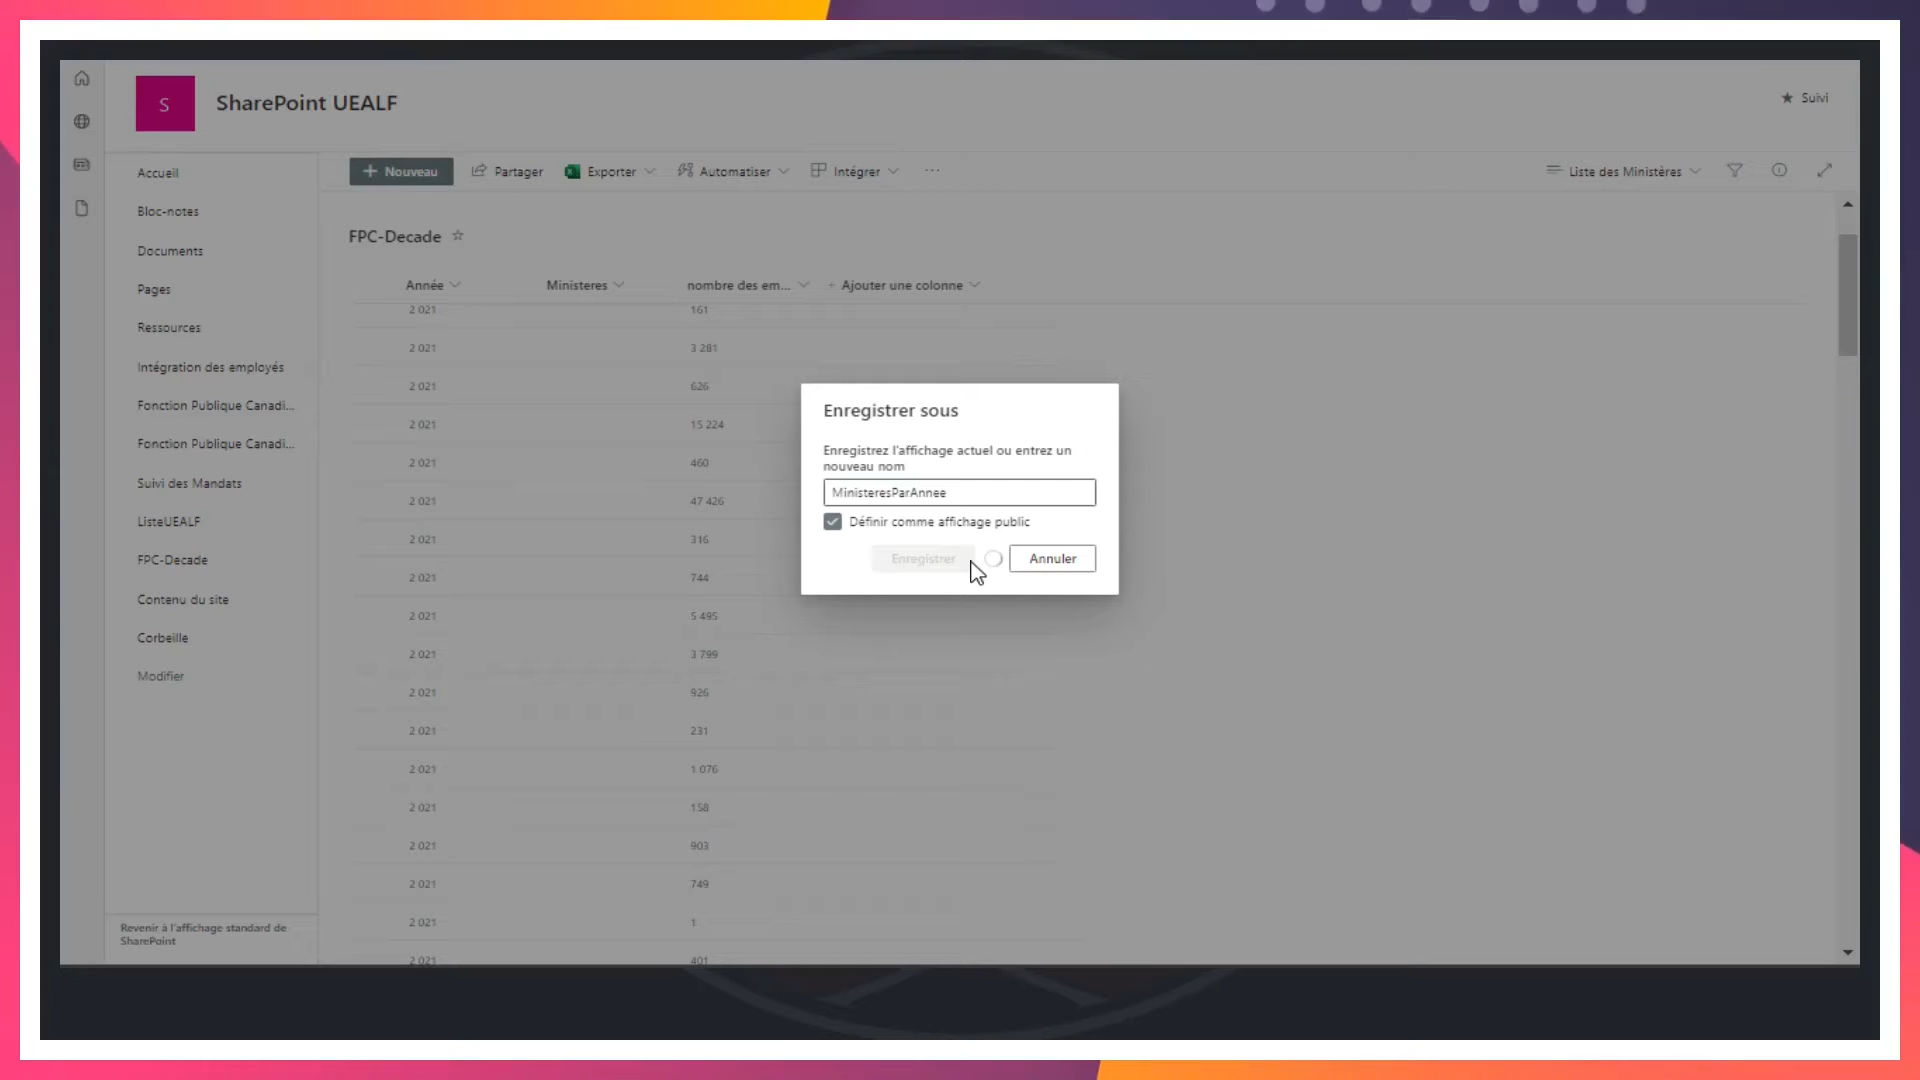 S
SharePoint UEALF
Suivi
Accueil
Bloc-notes
Documents
Pages
Ressources
Intégration des employés
Fonction Publique Canadi...
Fonction Publique Canadi...
Suivi des Mandats
ListeUEALF
FPC-Decade
Contenu du site
Corbeille
Modifier
Revenir à l'affichage standard de
SharePoint
+ Nouveau
Partager
Exporter
Automatiser
Intégrer
...
Liste des Ministères
FPC-Decade
Année
Ministeres
nombre des em...
+ Ajouter une colonne
2 021 161
2 021 3 281
2 021 626
2 021 15 224
2 021 460
2 021 47 426
2 021 316
2 021 744
2 021 5 495
2 021 3 799
2 021 926
2 021 231
2 021 1 076
2 021 158
2 021 903
2 021 749
2 021 1
2 021 401
Enregistrer sous
Enregistrez l'affichage actuel ou entrez un
nouveau nom
MinisteresParAnnee
Définir comme affichage public
Enregistrer
Annuler